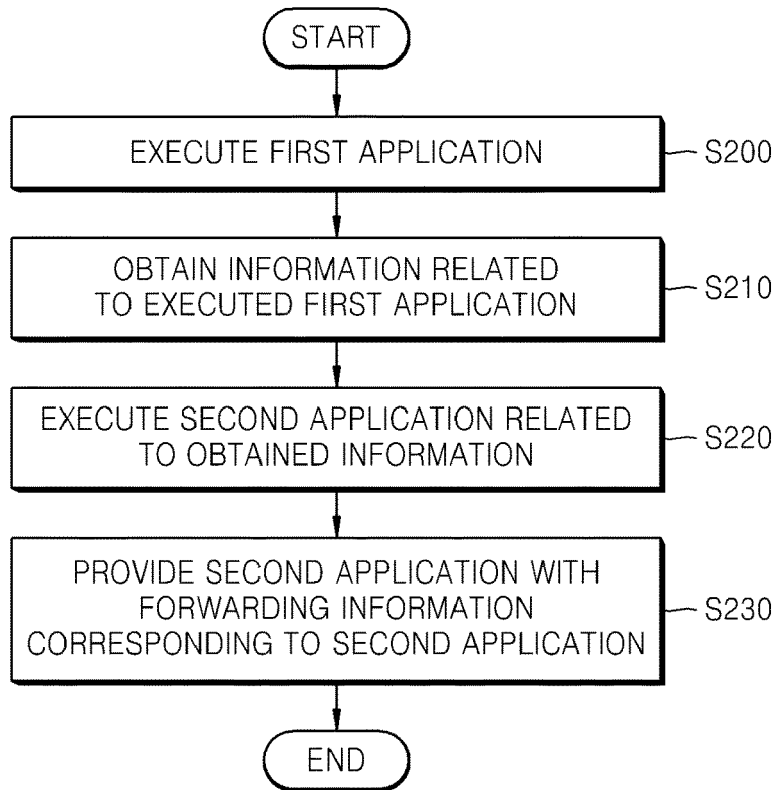 START
EXECUTE FIRST APPLICATION
S200
OBTAIN INFORMATION RELATED
TO EXECUTED FIRST APPLICATION
S210
EXECUTE SECOND APPLICATION RELATED
TO OBTAINED INFORMATION
S220
PROVIDE SECOND APPLICATION WITH
FORWARDING INFORMATION
CORRESPONDING TO SECOND APPLICATION
S230
END